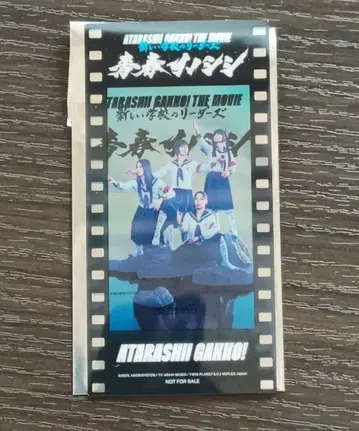 ATARASHII GAKKO! THE MOVIE
新しい学校のリーダーズ
青春イノシシ
ATARASHII GAKKO! THE MOVIE
新しい学校のリーダーズ
青春イノシシ
ATARASHII GAKKO!
NOT FOR SALE